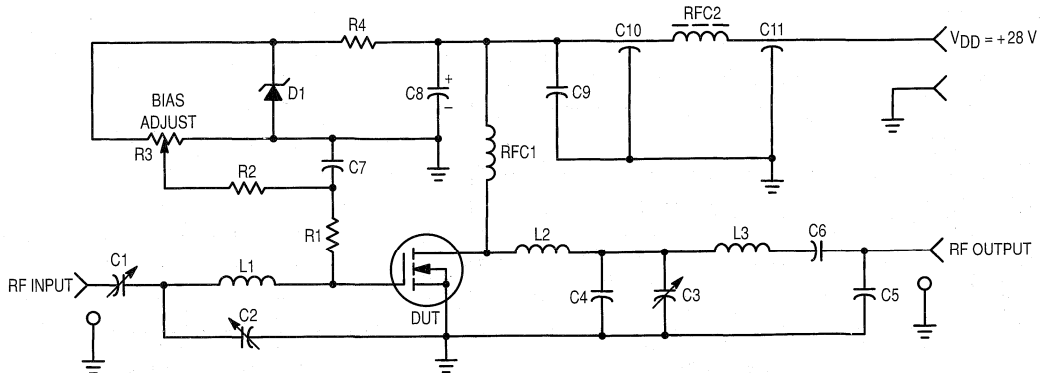 R4
C10
RFC2
C11
V_DD = +28 V
D1
C8
+
–
C9
BIAS
ADJUST
R3
C7
RFC1
R2
R1
L2
L3
C6
RF OUTPUT
C1
L1
RF INPUT
C4
C3
C5
DUT
C2